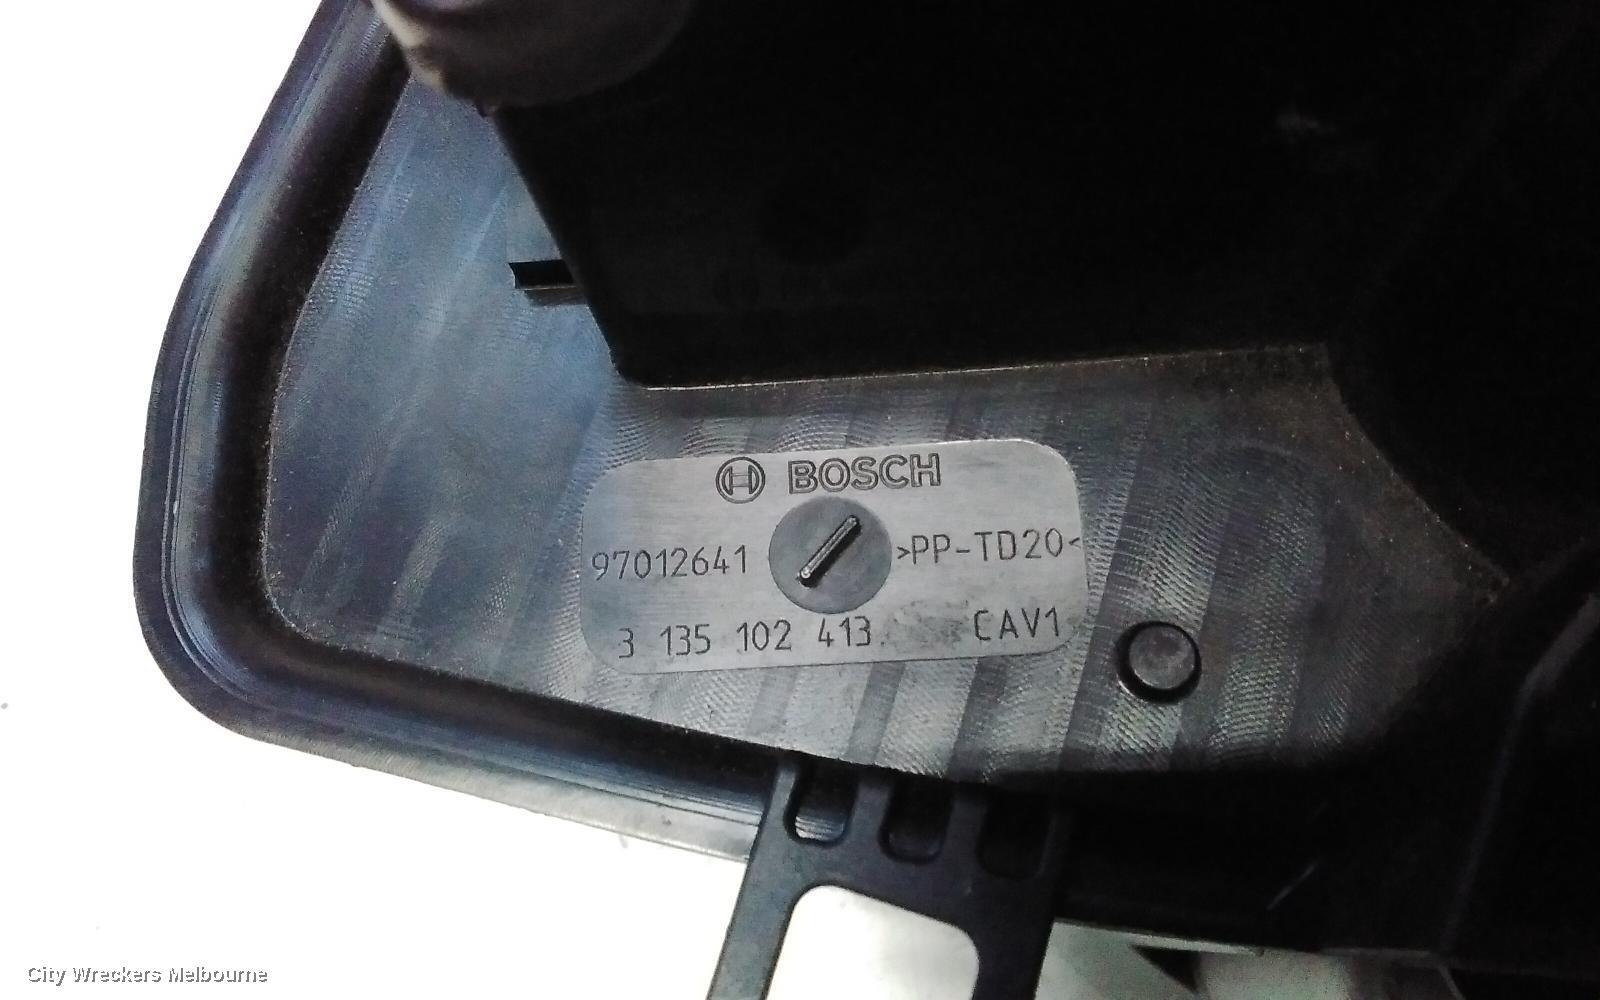 BOSCH
97012641 >PP-TD20<
3 135 102 413 CAV1
City Wreckers Melbourne